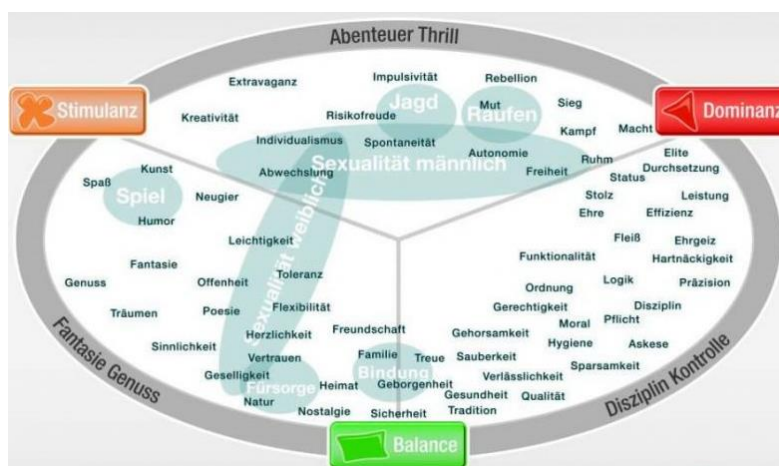 Abenteuer Thrill
Stimulanz
Dominanz
Balance
Fantasie Genuss
Disziplin Kontrolle
Extravaganz
Impulsivität
Rebellion
Kreativität
Risikofreude
Jagd
Mut
Raufen
Sieg
Individualismus
Spontaneität
Kampf
Macht
Sexualität männlich
Autonomie
Abwechslung
Freiheit
Ruhm
Elite
Durchsetzung
Status
Kunst
Spaß
Spiel
Neugier
Humor
Stolz
Leistung
Ehre
Effizienz
Sexualität weiblich
Leichtigkeit
Fleiß
Ehrgeiz
Fantasie
Funktionalität
Hartnäckigkeit
Genuss
Offenheit
Toleranz
Ordnung
Logik
Präzision
Träumen
Poesie
Flexibilität
Gerechtigkeit
Disziplin
Moral
Pflicht
Sinnlichkeit
Herzlichkeit
Freundschaft
Gehorsamkeit
Hygiene
Askese
Vertrauen
Familie
Treue
Sauberkeit
Geselligkeit
Bindung
Verlässlichkeit
Sparsamkeit
Fürsorge
Heimat
Geborgenheit
Gesundheit
Qualität
Natur
Nostalgie
Sicherheit
Tradition